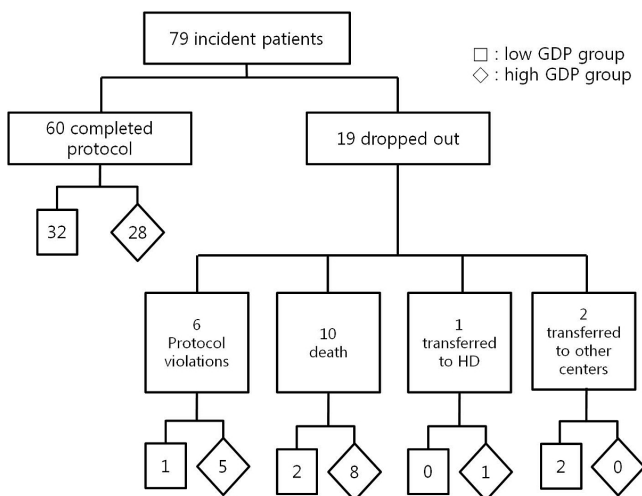 79 incident patients
: low GDP group
: high GDP group
60 completed
protocol
19 dropped out
32
28
6
Protocol
violations
10
death
1
transferred
to HD
2
transferred
to other
centers
1
5
2
8
0
1
2
0